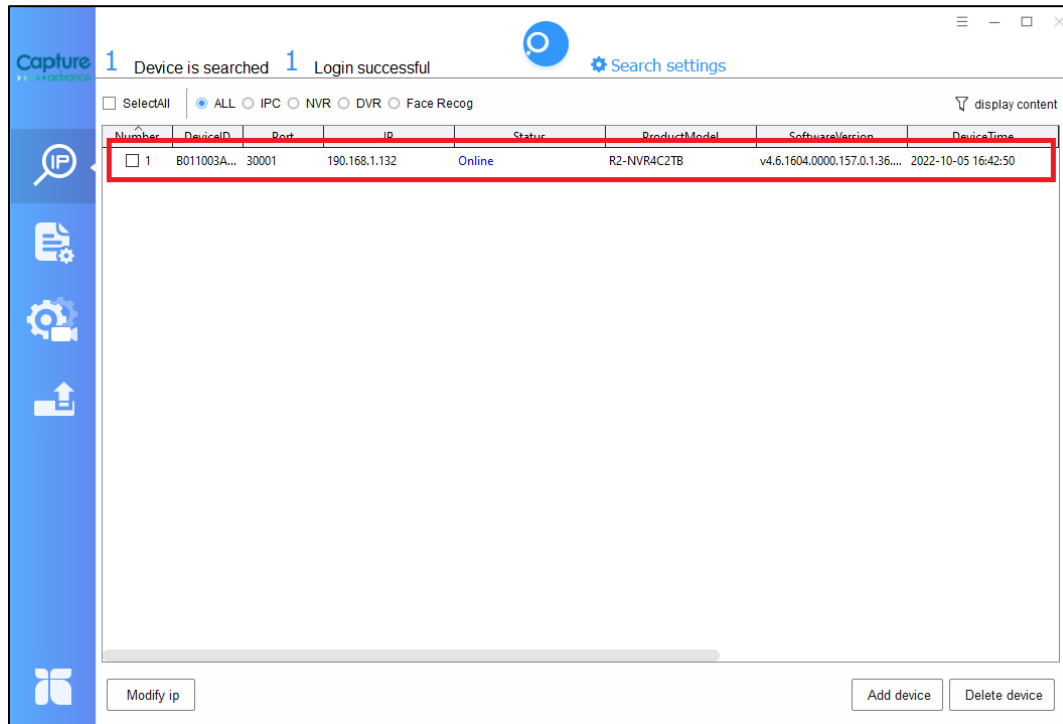 Capture
advance
1 Device is searched 1 Login successful
Search settings
SelectAll ALL IPC NVR DVR Face Recog
display content
Number DeviceID Port IP Status ProductModel SoftwareVersion DeviceTime
1 B011003A... 30001 190.168.1.132 Online R2-NVR4C2TB v4.6.1604.0000.157.0.1.36.... 2022-10-05 16:42:50
IP
Modify ip
Add device
Delete device